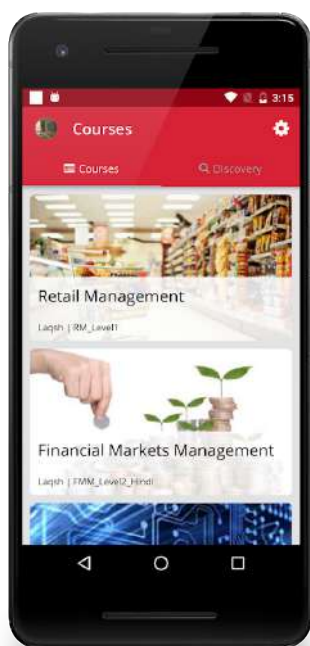 3:15
Courses
Courses
Discovery
Retail Management
Laqsh | RM_Level1
Financial Markets Management
Laqsh | FMM_Level2_Hindi